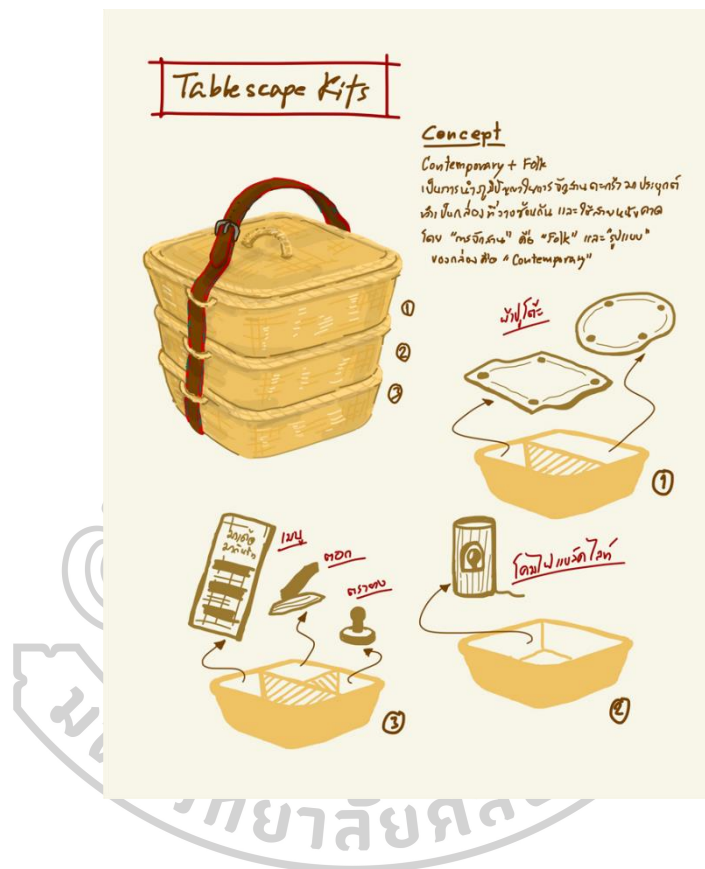 Tablescape Kits
Concept
Contemporary + Folk
เป็นการนำภูมิปัญญาในการจักสานตะกร้ามาประยุกต์
ทำเป็นกล่องที่วางซ้อนกัน และใช้สายหนังคาด
โดย "การจักสาน" คือ "Folk" และ "รูปแบบ"
ของกล่องคือ "Contemporary"
①
②
③
ผ้าปูโต๊ะ
①
เมนู
ตอก
ตรายาง
③
โคมไฟแบล็คไลท์
②